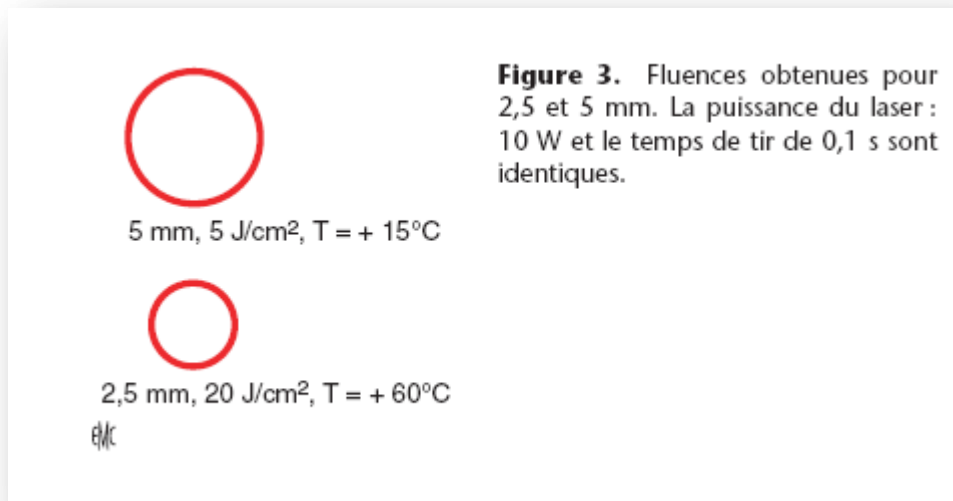 Figure 3. Fluences obtenues pour
2,5 et 5 mm. La puissance du laser :
10 W et le temps de tir de 0,1 s sont
identiques.
5 mm, 5 J/cm², T = + 15°C
2,5 mm, 20 J/cm², T = + 60°C
EMC